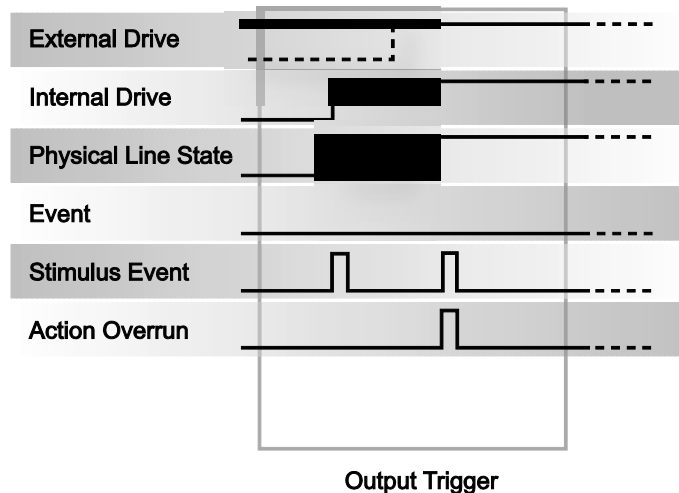 External Drive
Internal Drive
Physical Line State
Event
Stimulus Event
Action Overrun
Output Trigger